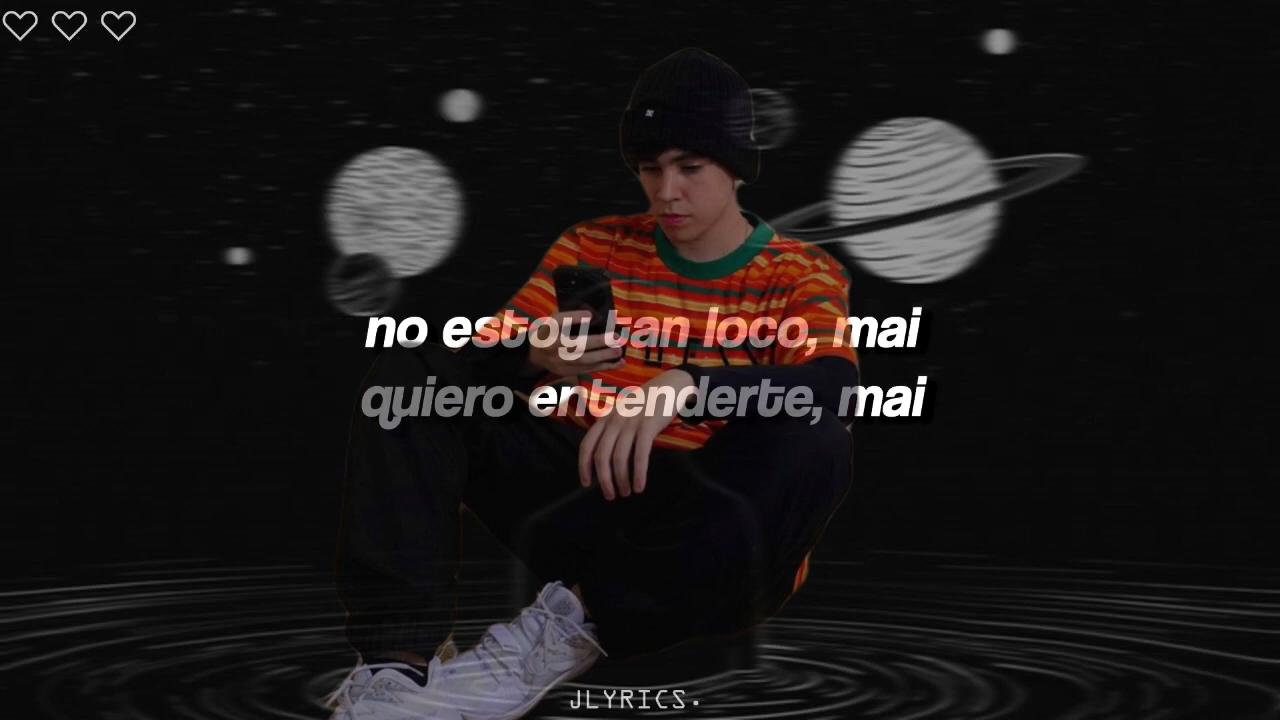 no estoy tan loco, mai
quiero entenderte, mai
JLYRICS.